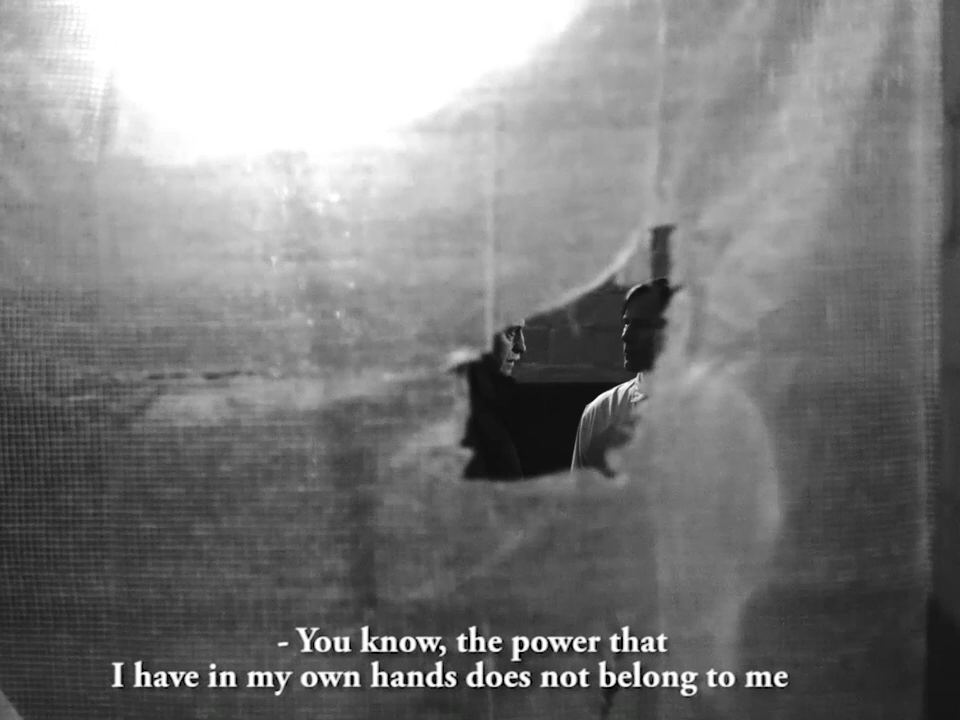 - You know, the power that
I have in my own hands does not belong to me